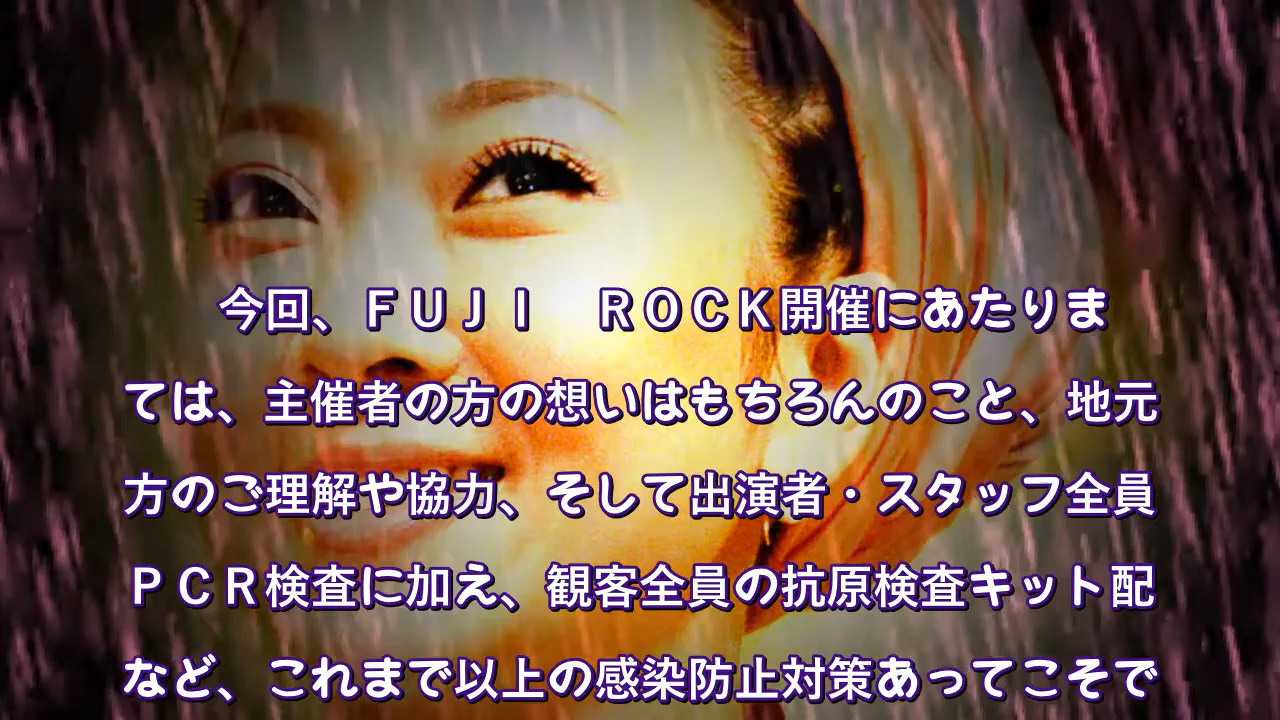 今回、ＦＵＪＩ　ＲＯＣＫ開催にあたりま
ては、主催者の方の想いはもちろんのこと、地元
方のご理解や協力、そして出演者・スタッフ全員
ＰＣＲ検査に加え、観客全員の抗原検査キット配
など、これまで以上の感染防止対策あってこそで